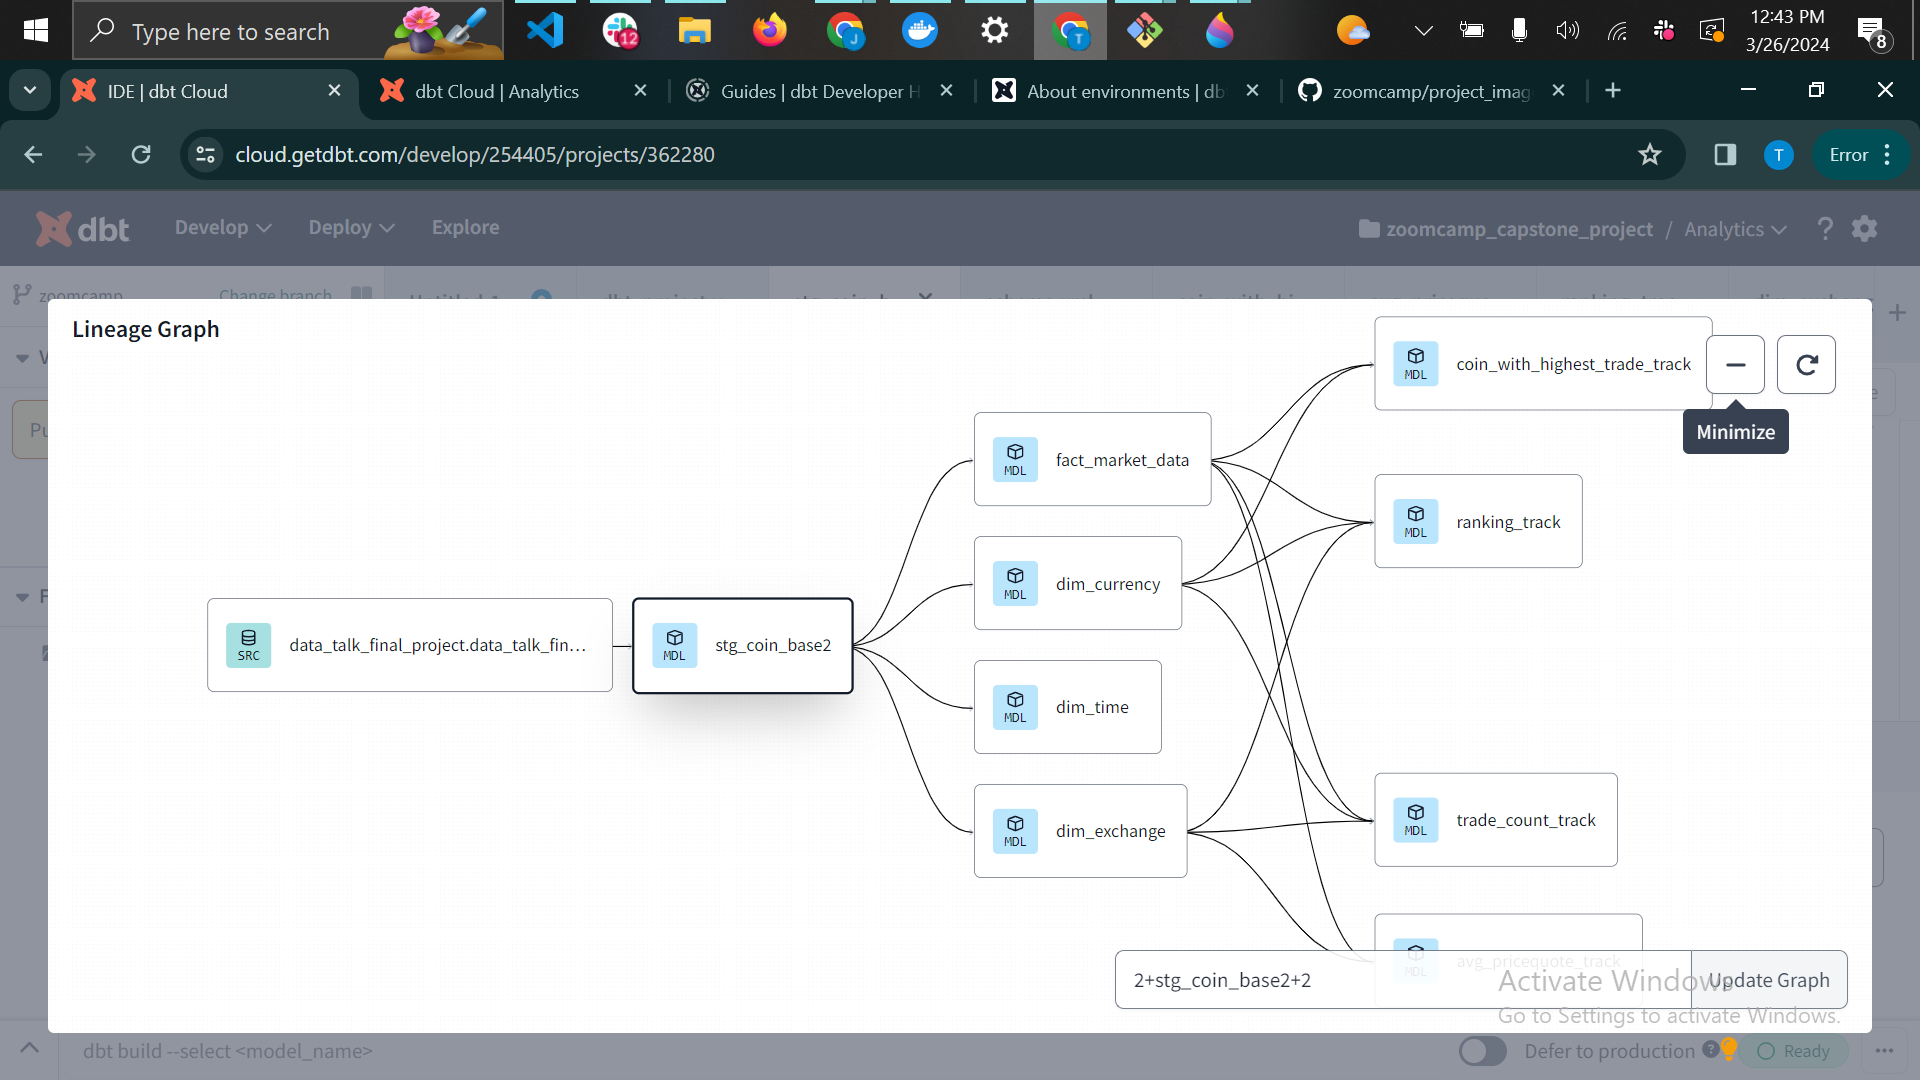 Type here to search
12
12:43 PM
3/26/2024
8
IDE | dbt Cloud
dbt Cloud | Analytics
Guides | dbt Developer H
About environments | db
zoomcamp/project_imag
cloud.getdbt.com/develop/254405/projects/362280
T
Error
dbt
Develop
Deploy
Explore
zoomcamp_capstone_project / Analytics
zoomcamp
Change branch
Lineage Graph
MDL
coin_with_highest_trade_track
Minimize
MDL
fact_market_data
MDL
ranking_track
MDL
dim_currency
SRC
data_talk_final_project.data_talk_fin...
MDL
stg_coin_base2
MDL
dim_time
MDL
dim_exchange
MDL
trade_count_track
MDL
avg_pricequote_track
2+stg_coin_base2+2
Update Graph
Activate Windows
Go to Settings to activate Windows.
dbt build --select <model_name>
Defer to production
Ready